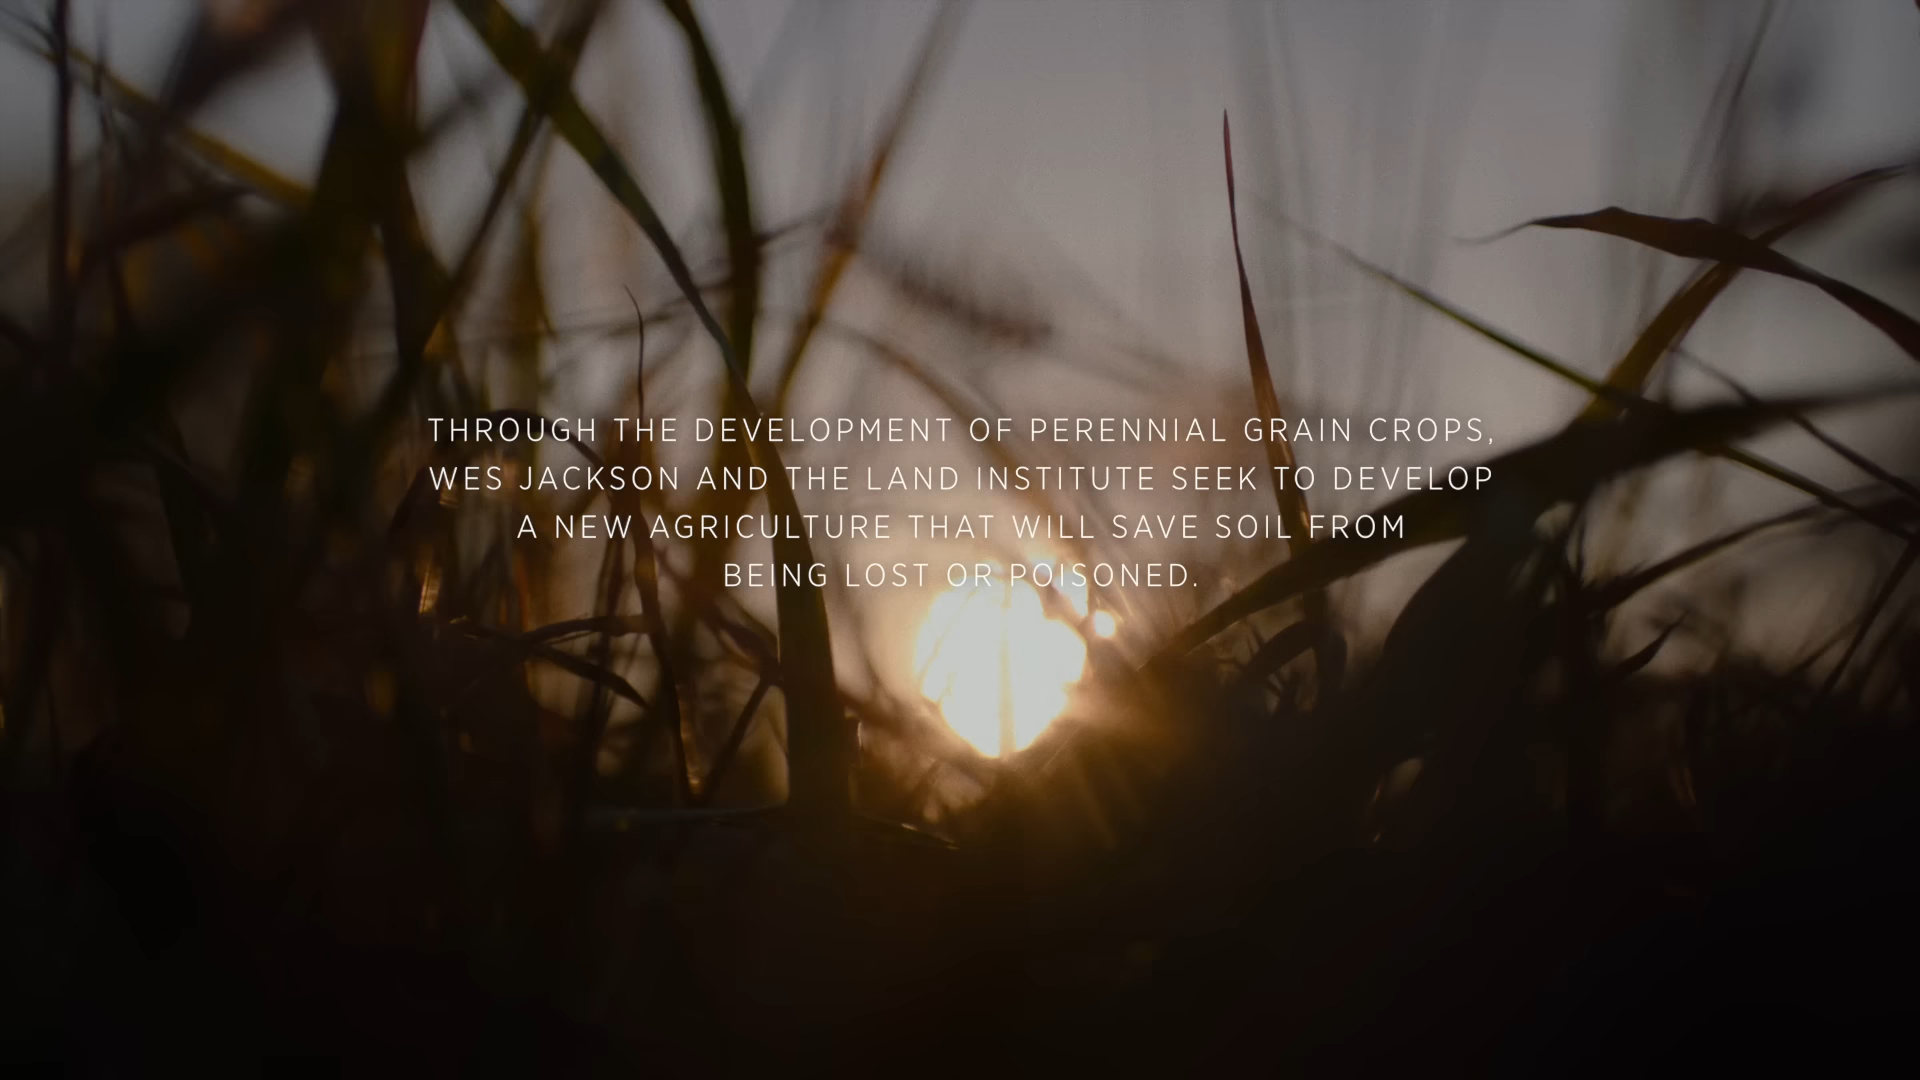 THROUGH THE DEVELOPMENT OF PERENNIAL GRAIN CROPS,
WES JACKSON AND THE LAND INSTITUTE SEEK TO DEVELOP
A NEW AGRICULTURE THAT WILL SAVE SOIL FROM
BEING LOST OR POISONED.